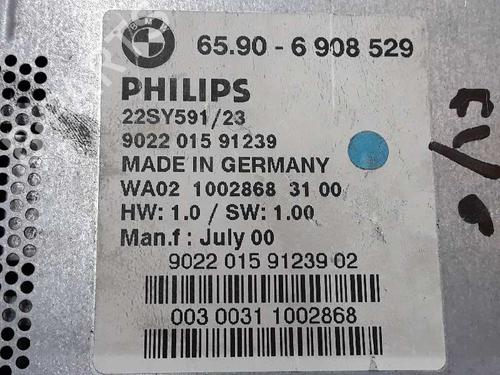 BMW
65.90 - 6 908 529
PHILIPS
22SY591/23
9022 015 91239
MADE IN GERMANY
WA02 1002868 31 00
HW: 1.0 / SW: 1.00
Man.f : July 00
9022 015 91239 02
003 0031 1002868